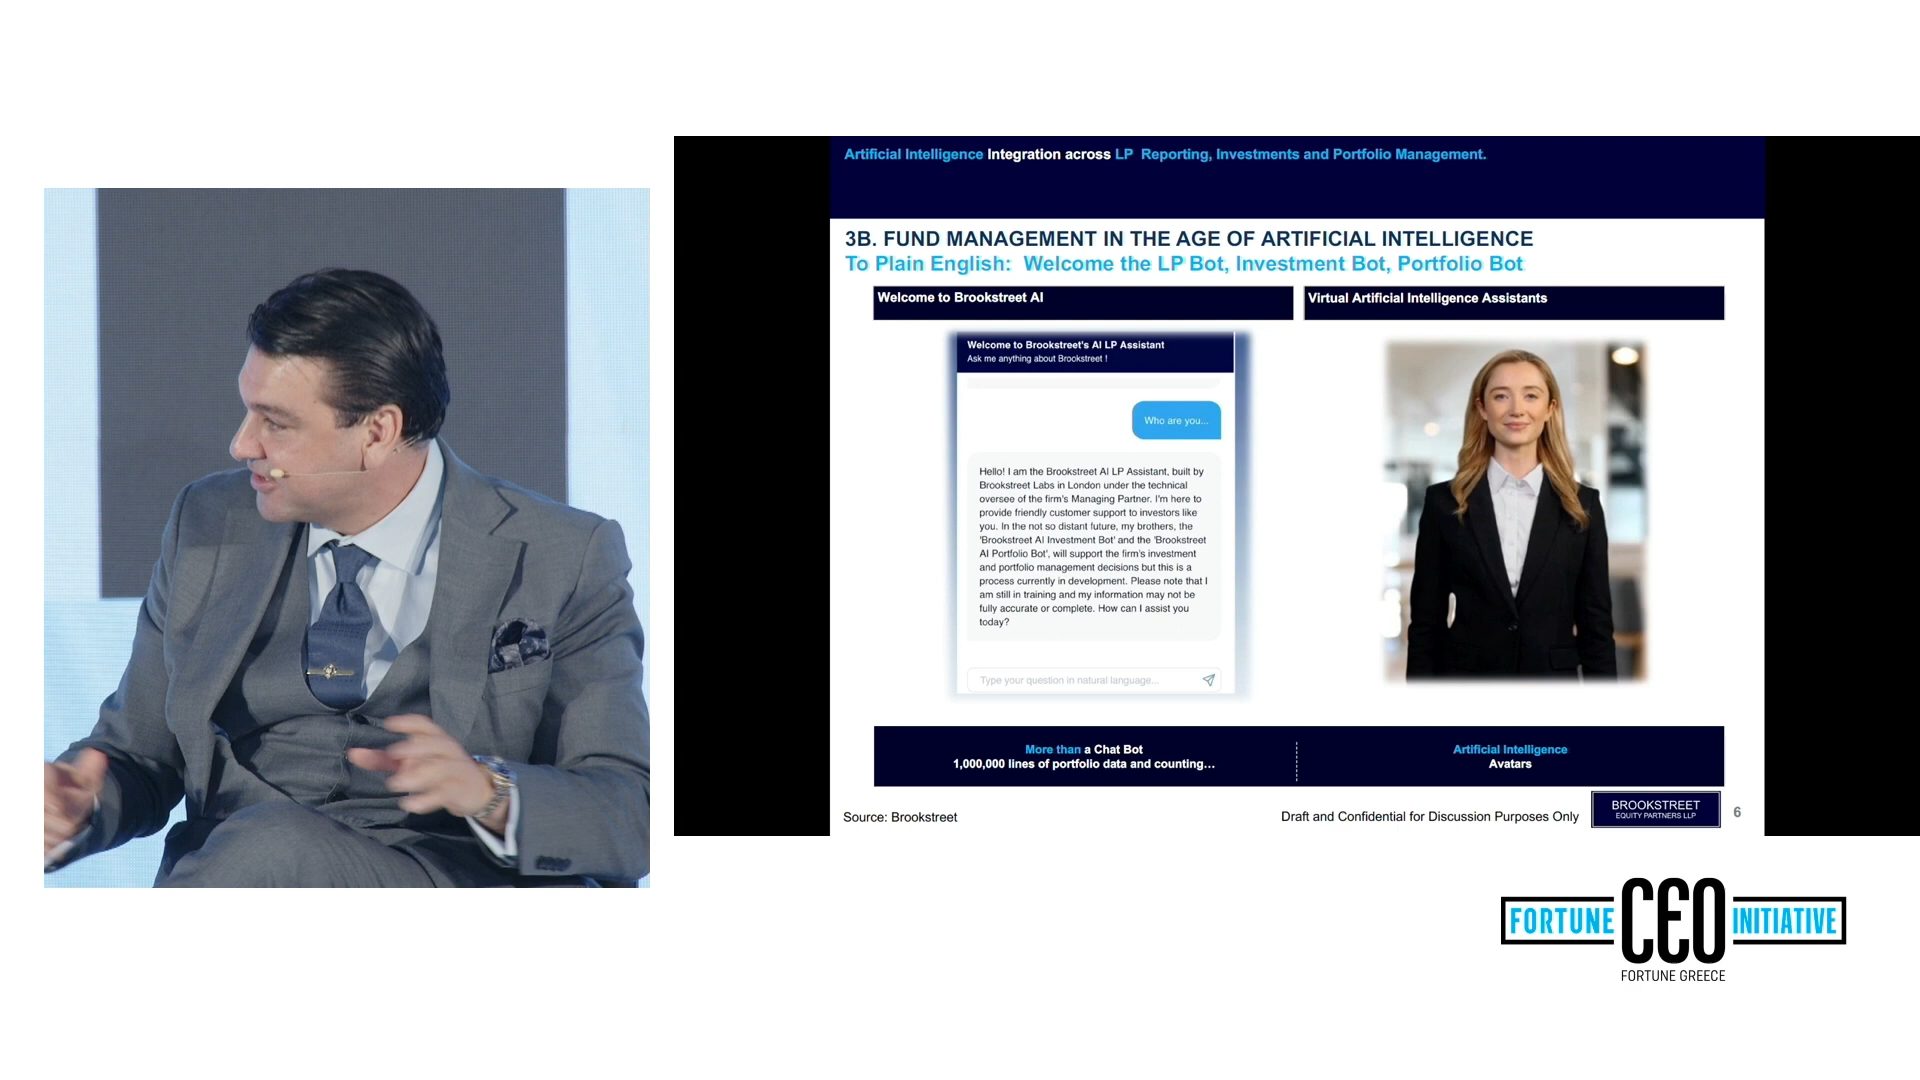 Artificial Intelligence Integration across LP Reporting, Investments and Portfolio Management.
3B. FUND MANAGEMENT IN THE AGE OF ARTIFICIAL INTELLIGENCE
To Plain English: Welcome the LP Bot, Investment Bot, Portfolio Bot
Welcome to Brookstreet AI
Welcome to Brookstreet's AI LP Assistant
Ask me anything about Brookstreet !
Who are you...
Hello! I am the Brookstreet AI LP Assistant, built by
Brookstreet Labs in London under the technical
oversee of the firm's Managing Partner. I'm here to
provide friendly customer support to investors like
you. In the not so distant future, my brothers, the
'Brookstreet AI Investment Bot' and the 'Brookstreet
AI Portfolio Bot', will support the firm's investment
and portfolio management decisions but this is a
process currently in development. Please note that I
am still in training and my information may not be
fully accurate or complete. How can I assist you
today?
Type your question in natural language...
More than a Chat Bot
1,000,000 lines of portfolio data and counting...
Virtual Artificial Intelligence Assistants
Artificial Intelligence
Avatars
Source: Brookstreet
Draft and Confidential for Discussion Purposes Only
BROOKSTREET
EQUITY PARTNERS LLP
6
FORTUNE CEO INITIATIVE
FORTUNE GREECE